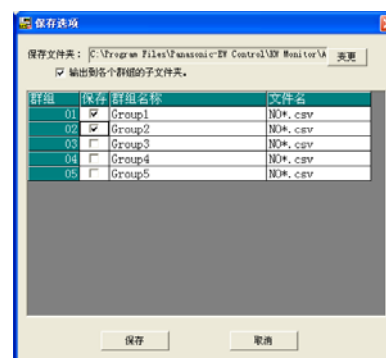 保存选项
保存文件夹： C:\Program Files\Panasonic-EW Control\EW Monitor\A 变更
输出到各个群组的子文件夹。
群组 保存 群组名称 文件名
01 Group1 NO*.csv
02 Group2 NO*.csv
03 Group3 NO*.csv
04 Group4 NO*.csv
05 Group5 NO*.csv
保存 取消